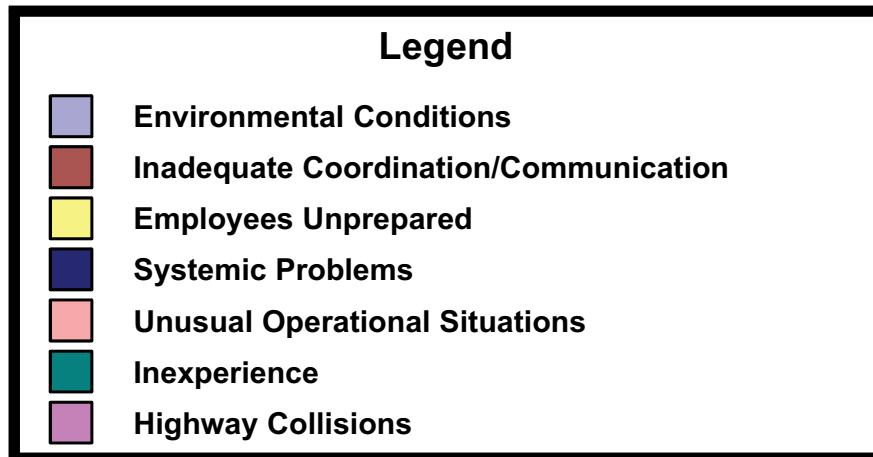 Legend
Environmental Conditions
Inadequate Coordination/Communication
Employees Unprepared
Systemic Problems
Unusual Operational Situations
Inexperience
Highway Collisions